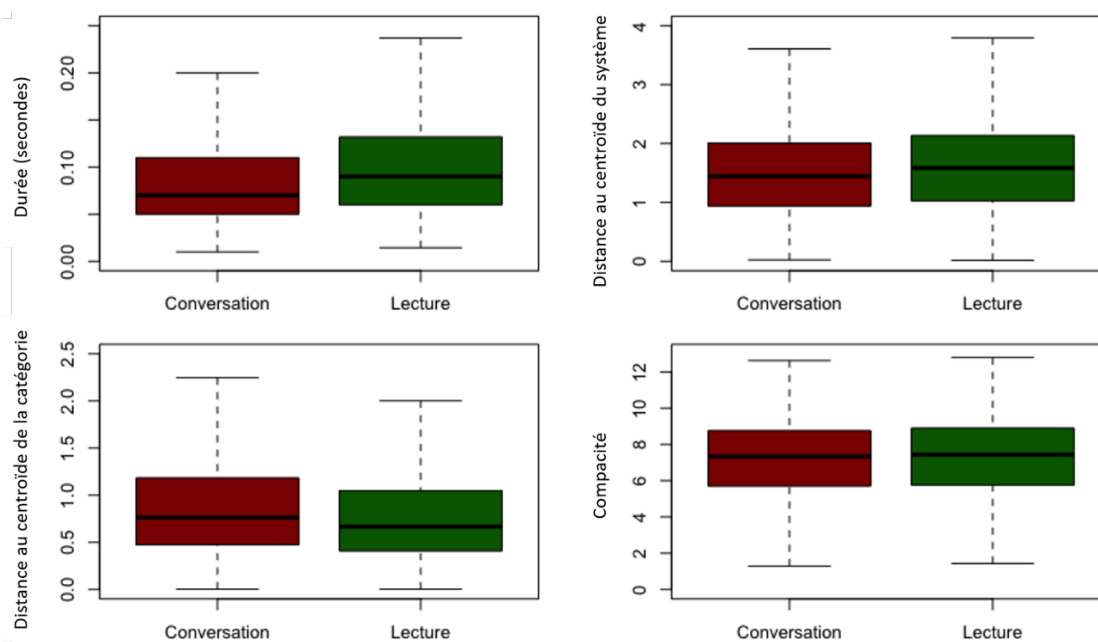 Durée (secondes)
0.20
0.10
0.00
Conversation
Lecture
Distance au centroïde du système
4
3
2
1
0
Conversation
Lecture
Distance au centroïde de la catégorie
2.5
2.0
1.5
1.0
0.5
0.0
Conversation
Lecture
Compacité
12
10
8
6
4
2
0
Conversation
Lecture